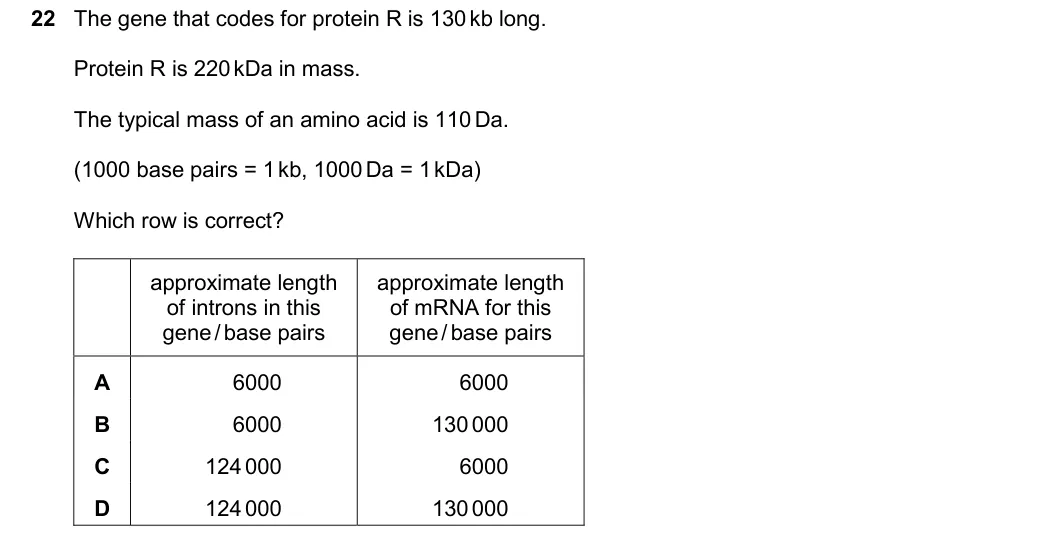 22 The gene that codes for protein R is 130 kb long.
Protein R is 220 kDa in mass.
The typical mass of an amino acid is 110 Da.
(1000 base pairs = 1 kb, 1000 Da = 1 kDa)
Which row is correct?
approximate length approximate length
of introns in this of mRNA for this
gene / base pairs gene / base pairs
A 6000 6000
B 6000 130 000
C 124 000 6000
D 124 000 130 000